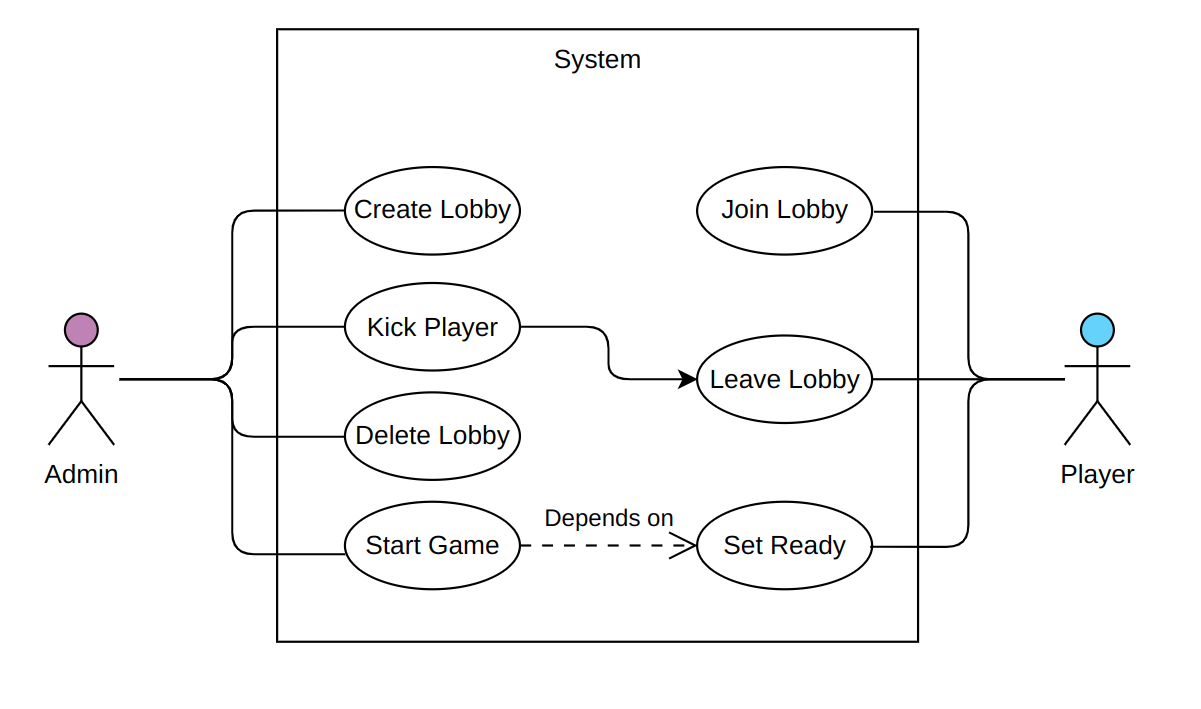 System
Create Lobby
Join Lobby
Kick Player
Leave Lobby
Delete Lobby
Admin
Player
Depends on
Start Game
Set Ready